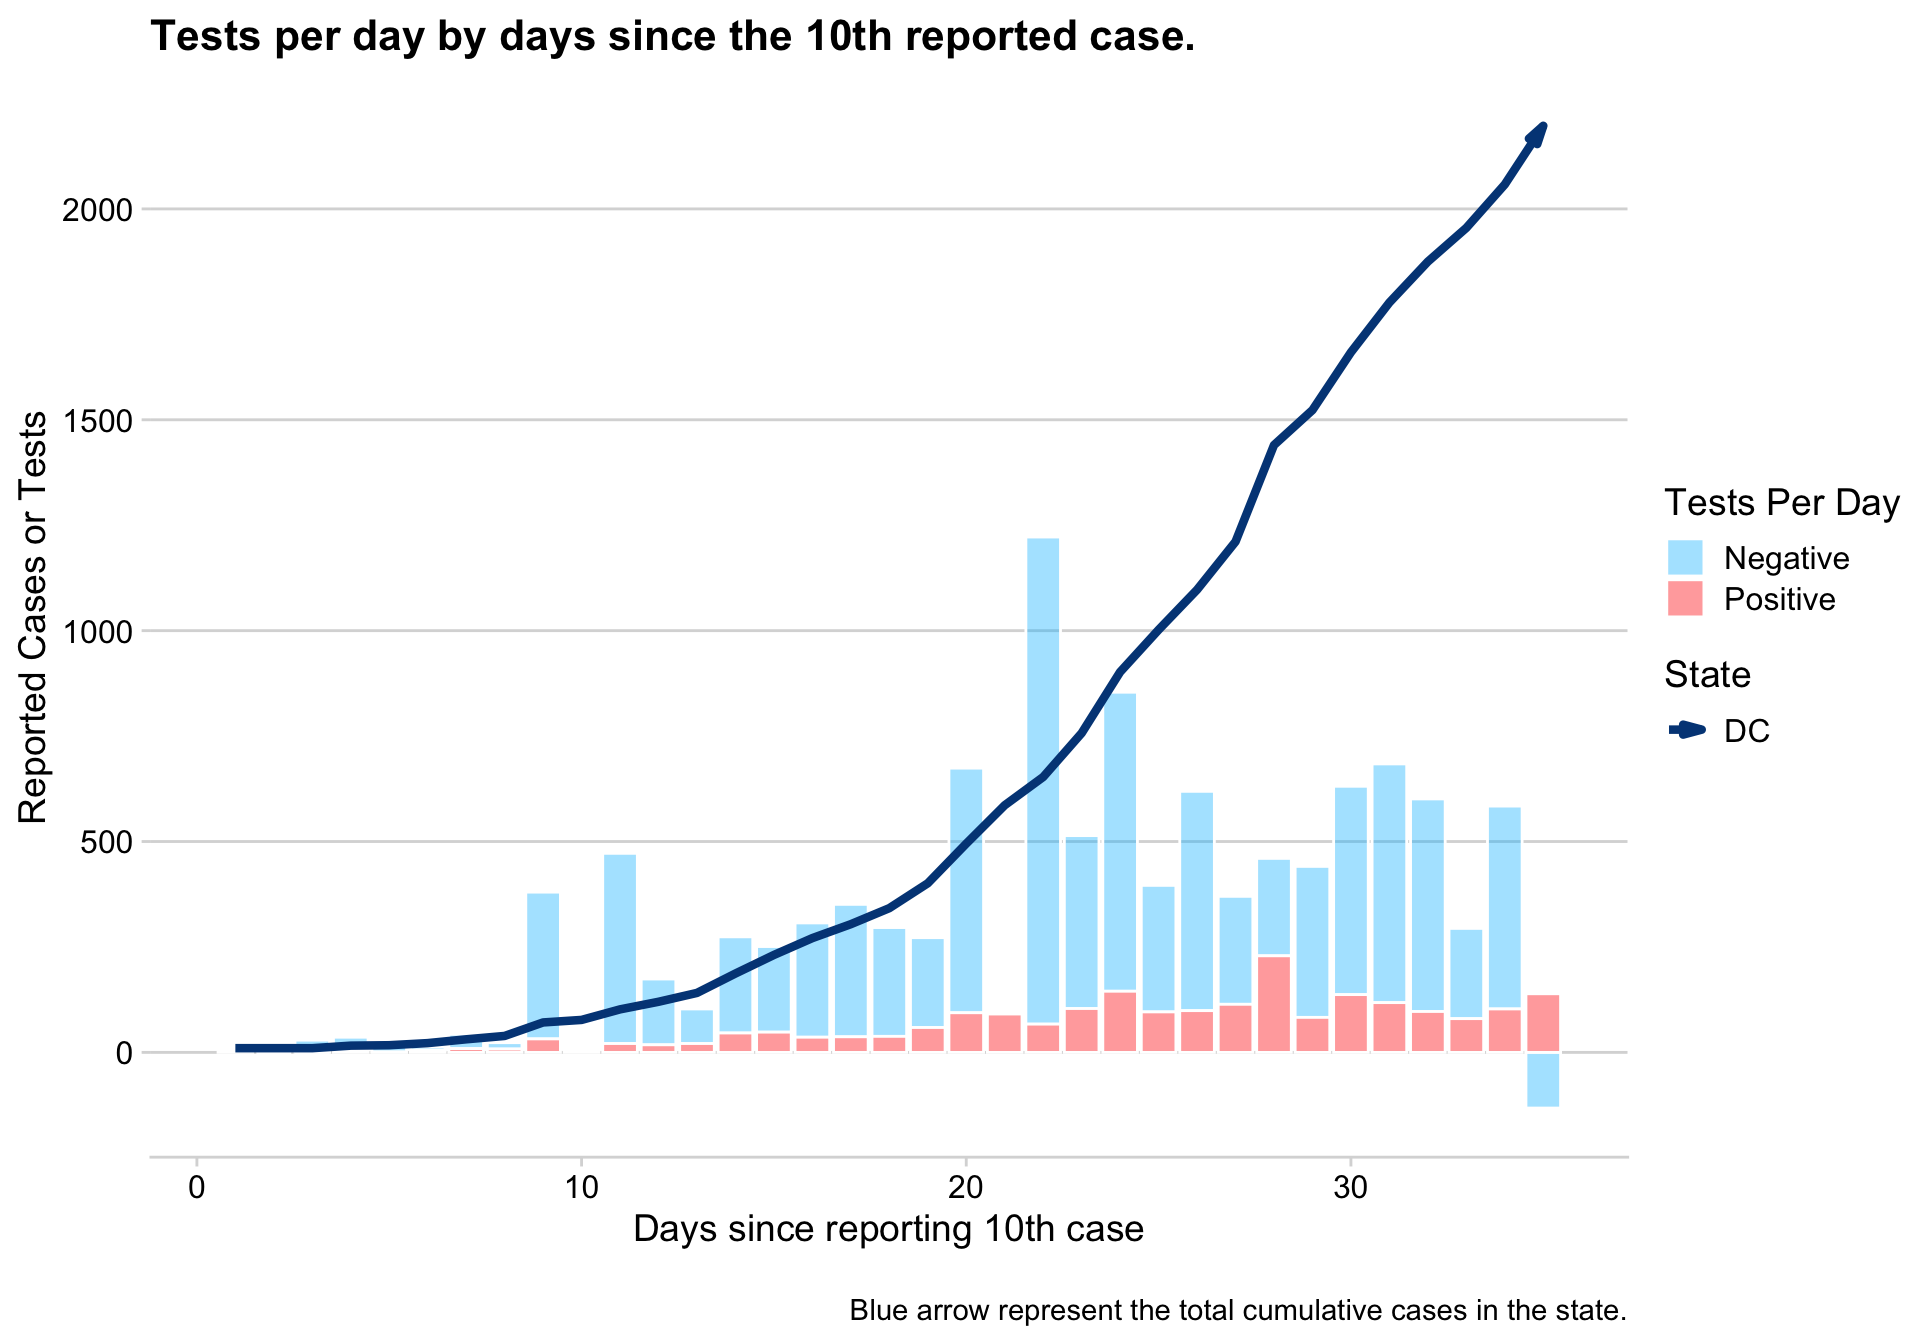 Tests per day by days since the 10th reported case.
Reported Cases or Tests
2000
1500
1000
500
0
0
10
20
30
Days since reporting 10th case
Tests Per Day
Negative
Positive
State
DC
Blue arrow represent the total cumulative cases in the state.